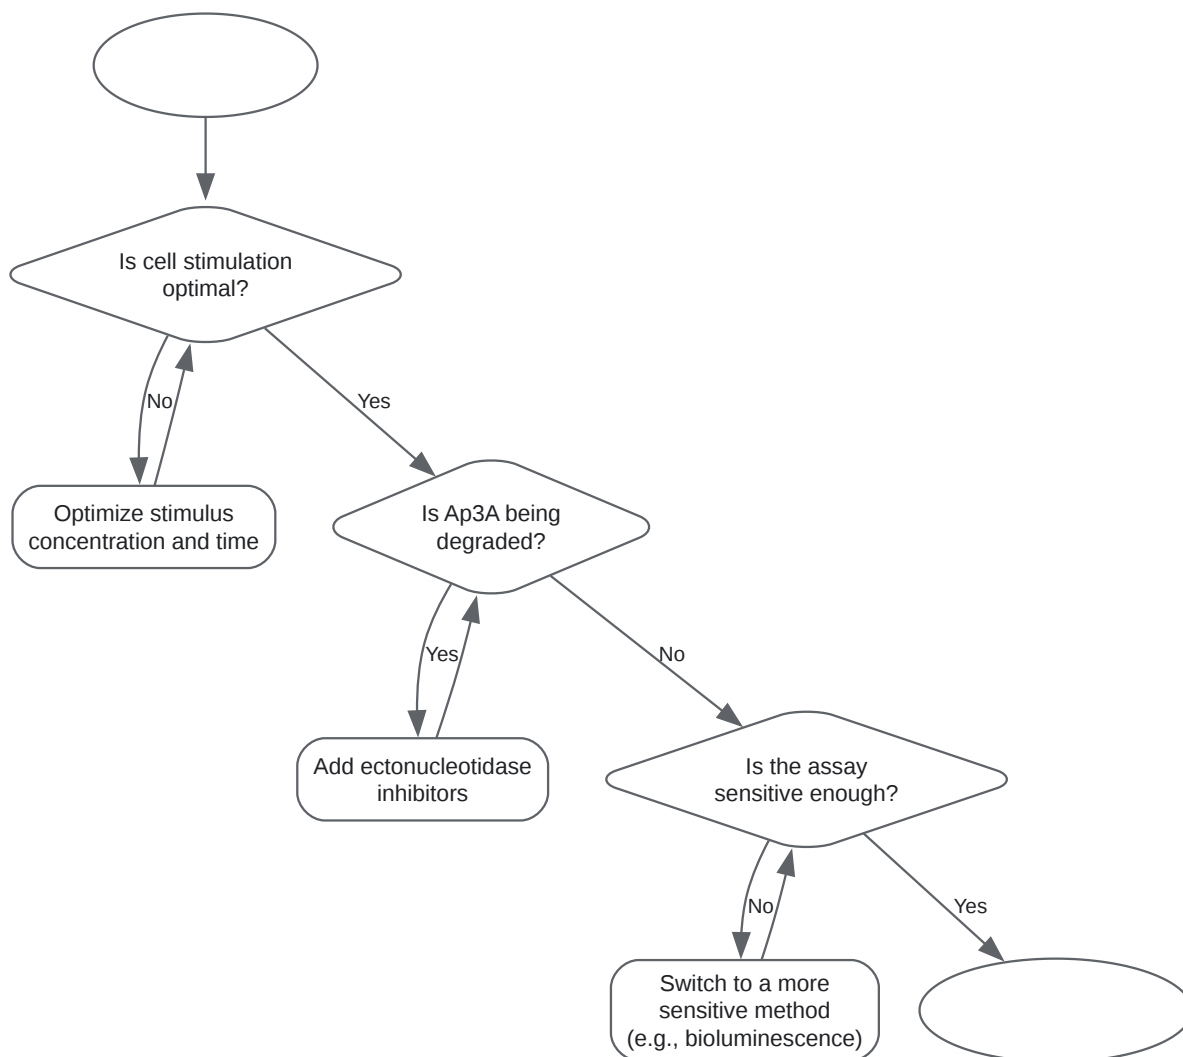 Is cell stimulation
optimal?
No
Yes
Optimize stimulus
concentration and time
Is Ap3A being
degraded?
Yes
No
Add ectonucleotidase
inhibitors
Is the assay
sensitive enough?
No
Yes
Switch to a more
sensitive method
(e.g., bioluminescence)